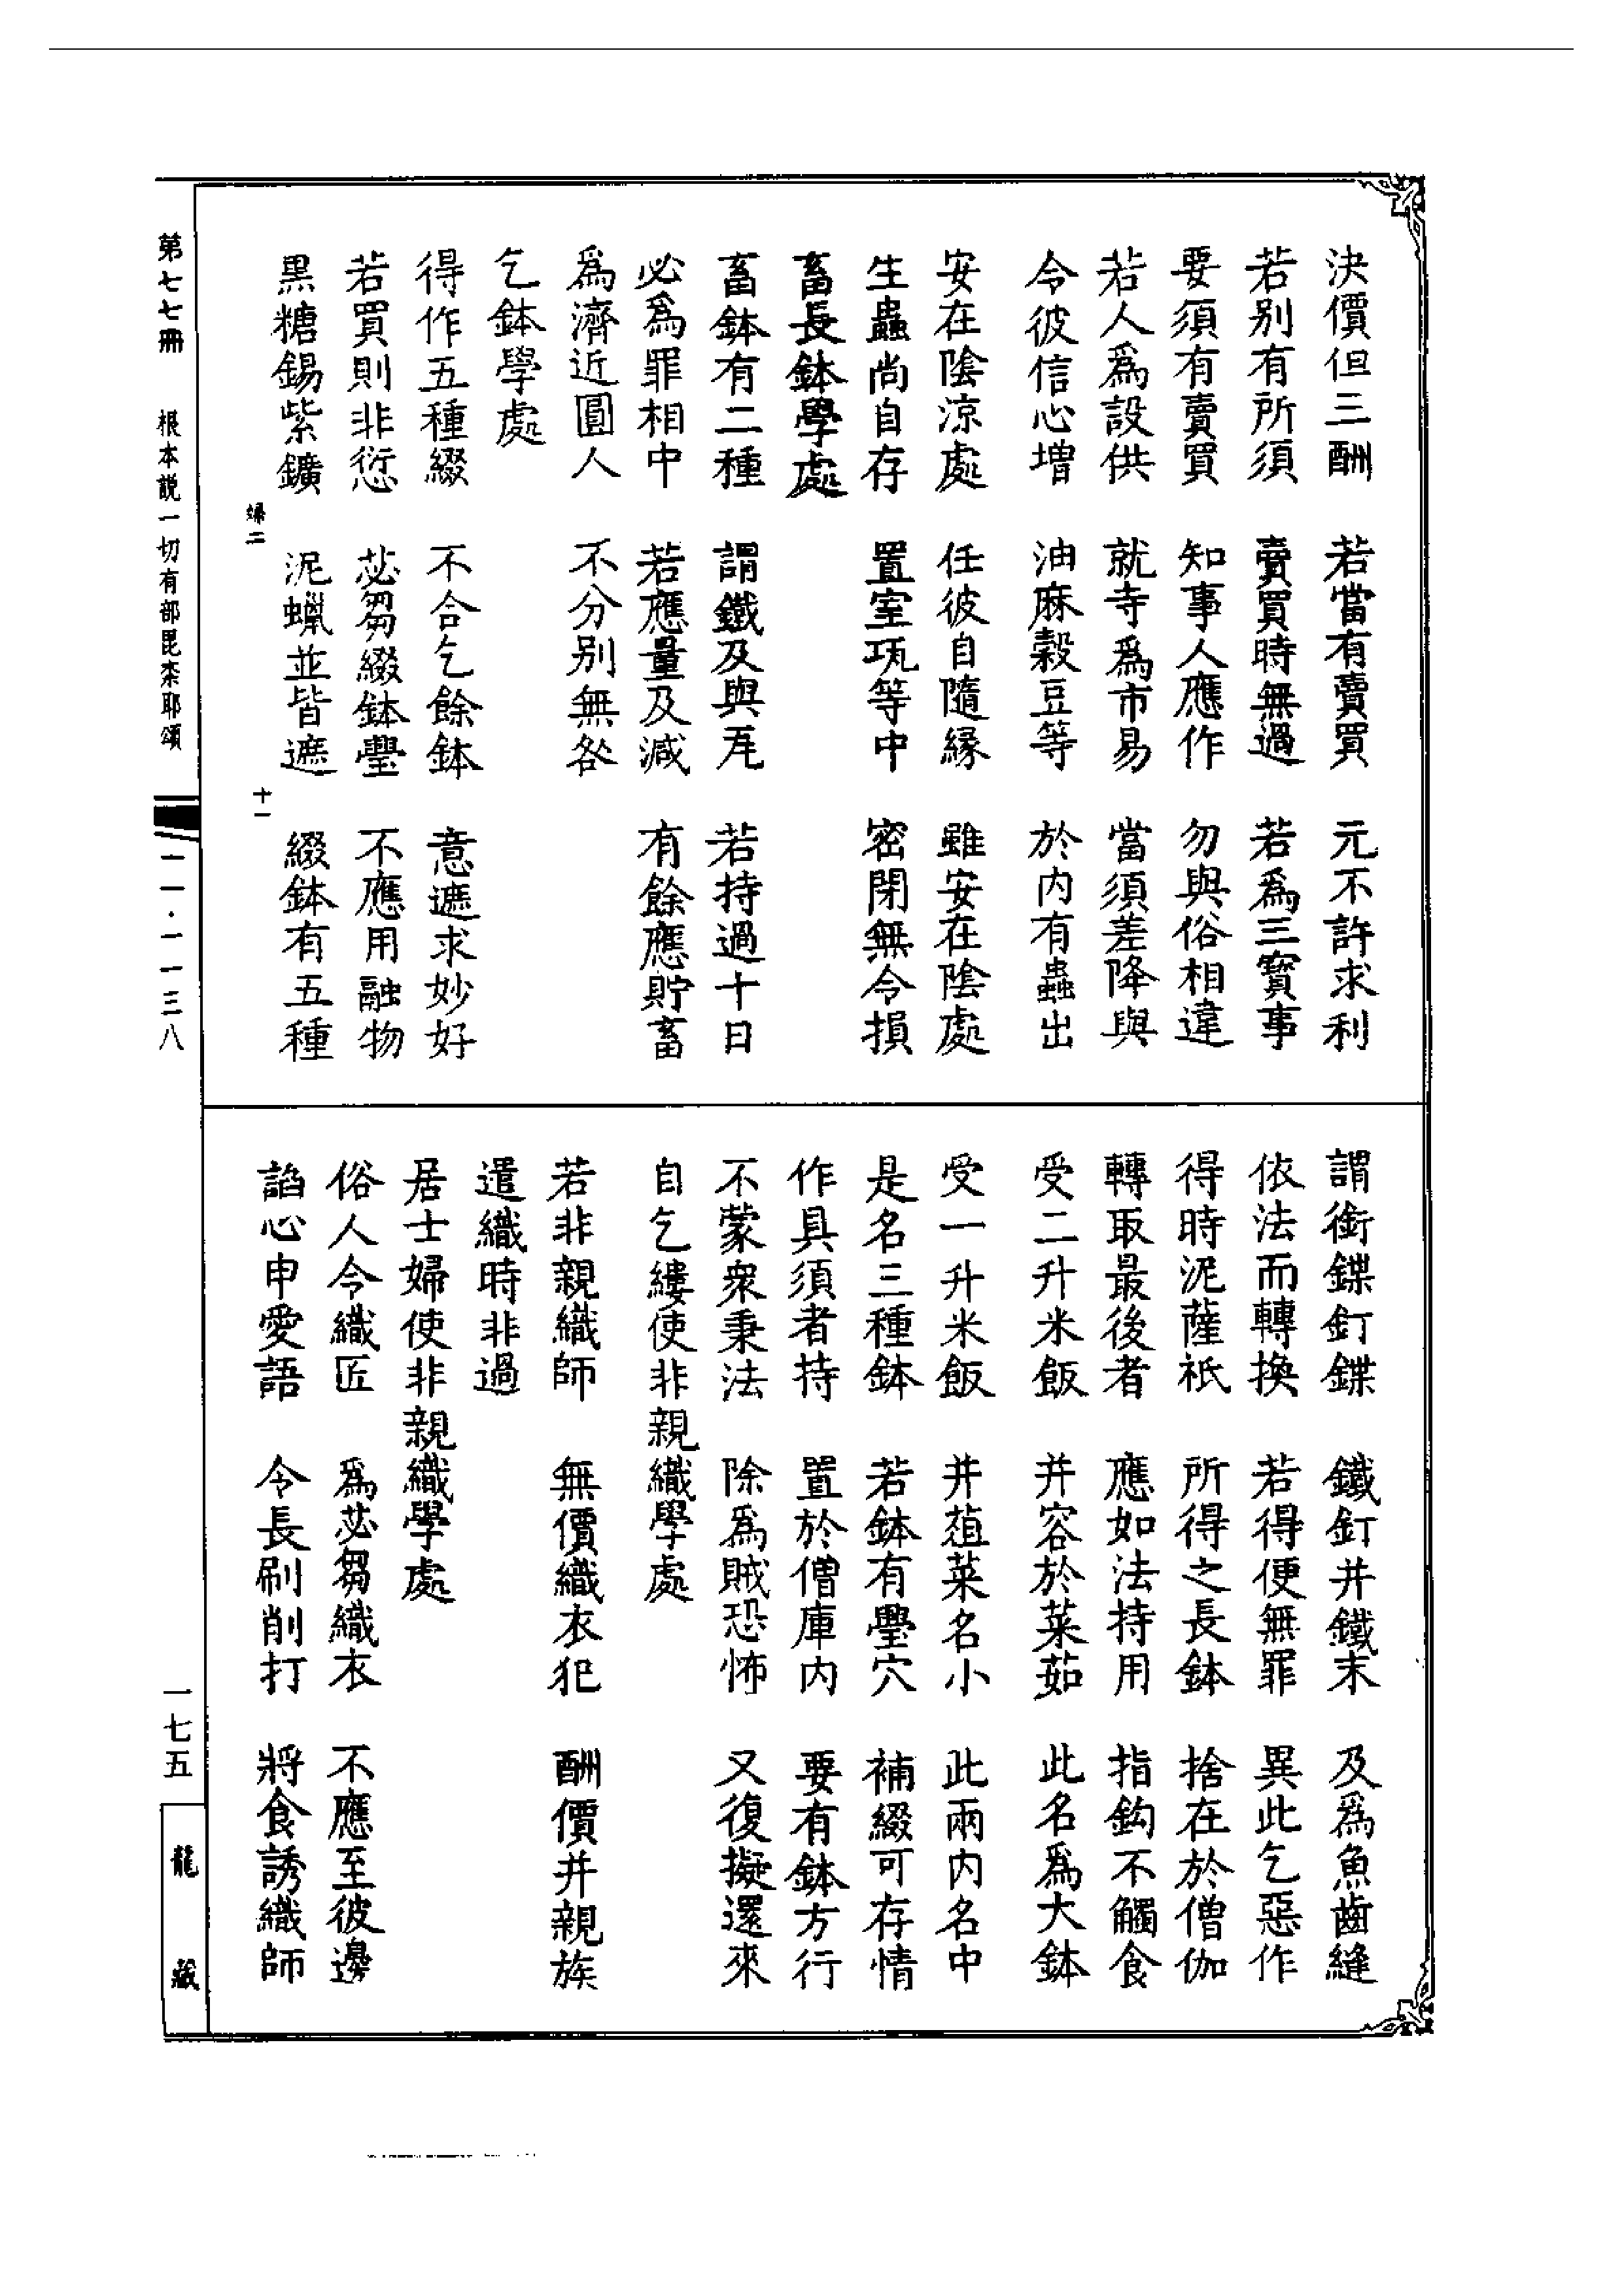 決價但三酬　若當有賣買　元不許求利
若別有所須　賣買時無過　若爲三寳事
要須有賣買　知事人應作　勿與俗相違
若人爲設供　就寺爲市易　當須差降與
令彼信心増　油麻穀豆等　於内有蟲出
安在陰凉處　任彼自隨緣　雖安在陰處
生蟲尚自存　置室瓨等中　密閉無令損
畜長鉢學處
畜鉢有二種　謂鐵及與瓦　若持過十日
必爲罪相中　若應量及减　有餘應貯畜
爲濟近圓人　不分别無咎
乞鉢學處
得作五種綴　不合乞餘鉢　意遮求妙好
若買則非愆　苾芻綴鉢壘　不應用融物
黒糖錫紫鑛　泥蠟並皆遮　綴鉢有五種
謂銜鍱釘鍱　鐵釘并鐵末　及爲魚齒縫
依法而轉換　若得便無罪　異此乞惡作
得時泥薩祇　所得之長鉢　捨在於僧伽
轉取最後者　應如法持用　指鈎不觸食
受二升米飯　并容於菜茹　此名爲大鉢
受一升米飯　并葅菜名小　此兩内名中
是名三種鉢　若鉢有壘穴　補綴可存情
作具須者持　置於僧庫内　要有鉢方行
不蒙衆秉法　除爲賊恐怖　又復擬還來
自乞縷使非親織學處
若非親織師　無價織衣犯　酬價并親族
遣織時非過
居士婦使非親織學處
俗人令織匠　爲苾芻織衣　不應至彼邊
謟心申愛語　令長刷削打　將食誘織師
第七七冊　根本説一切有部毘柰耶頌
一一·一一三八
一七五
龍藏
十一